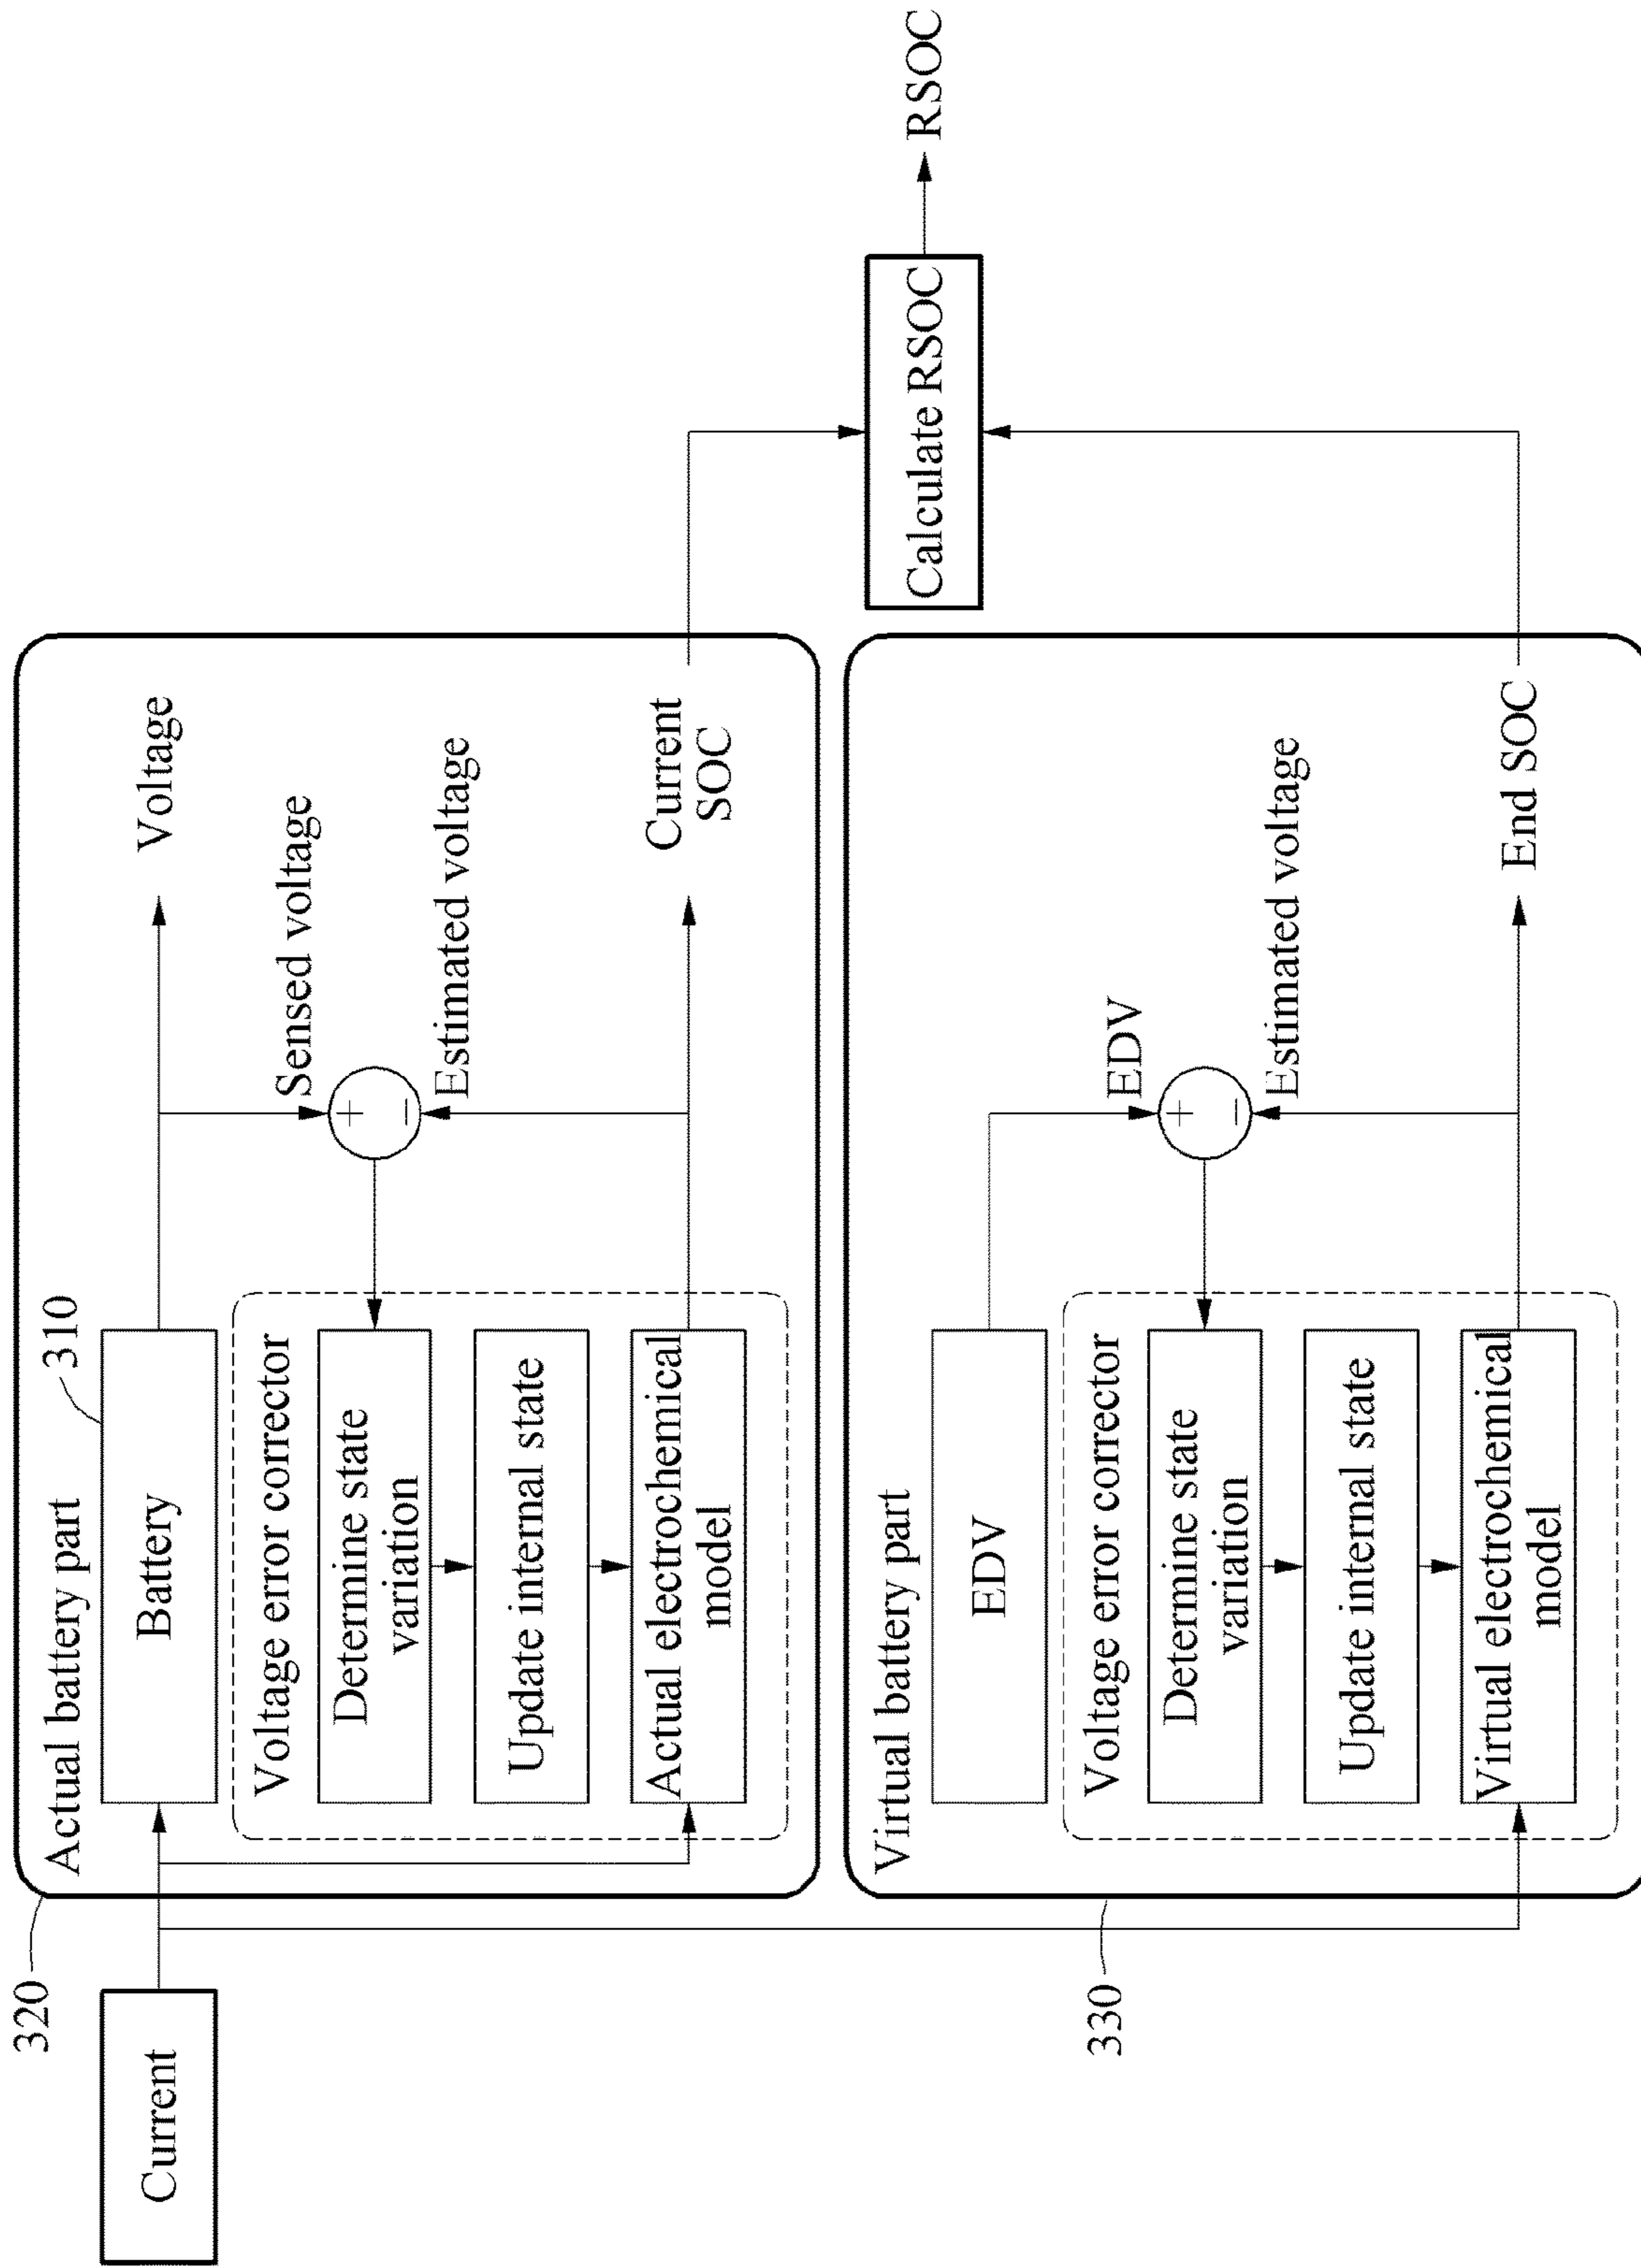 320
Current
Actual battery part
310
Battery
Voltage
Voltage error corrector
Sensed voltage
+
−
Estimated voltage
Determine state
variation
Update internal state
Actual electrochemical
model
Current
SOC
Calculate RSOC
RSOC
330
Virtual battery part
EDV
EDV
Voltage error corrector
+
−
Estimated voltage
Determine state
variation
Update internal state
Virtual electrochemical
model
End SOC